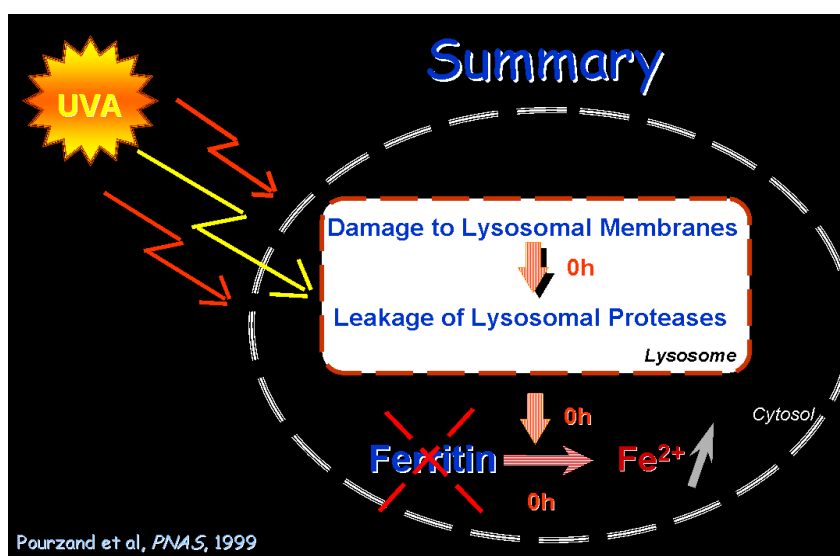 Summary
UVA
Damage to Lysosomal Membranes
0h
Leakage of Lysosomal Proteases
Lysosome
0h
Cytosol
Ferritin
Fe²⁺
0h
Pourzand et al, PNAS, 1999